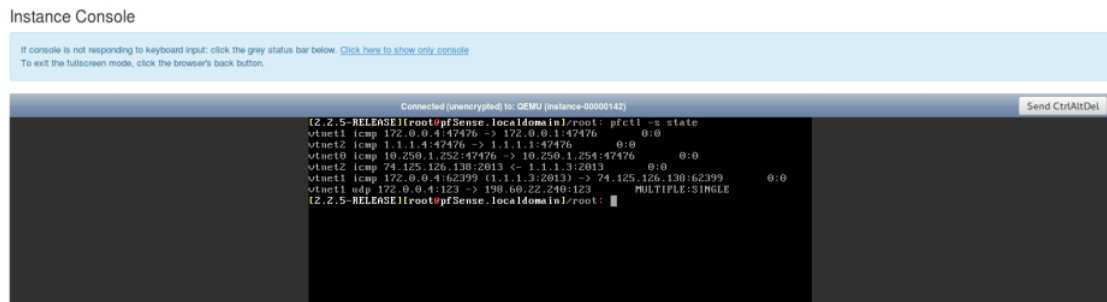 Instance Console
If console is not responding to keyboard input: click the grey status bar below. Click here to show only console
To exit the fullscreen mode, click the browser's back button.
Connected (unencrypted) to: QEMU (instance-00000142)
Send CtrlAltDel
[2.2.5-RELEASE][root@pfSense.localdomain]/root: pfctl -s state
vtnet1 icmp 172.0.0.4:47476 -> 172.0.0.1:47476 0:0
vtnet2 icmp 1.1.1.4:47476 -> 1.1.1.1:47476 0:0
vtnet0 icmp 10.250.1.252:47476 -> 10.250.1.254:47476 0:0
vtnet2 icmp 74.125.126.138:2013 <- 1.1.1.3:2013 0:0
vtnet1 icmp 172.0.0.4:62399 (1.1.1.3:2013) -> 74.125.126.138:62399 0:0
vtnet1 udp 172.0.0.4:123 -> 198.60.22.240:123 MULTIPLE:SINGLE
[2.2.5-RELEASE][root@pfSense.localdomain]/root: